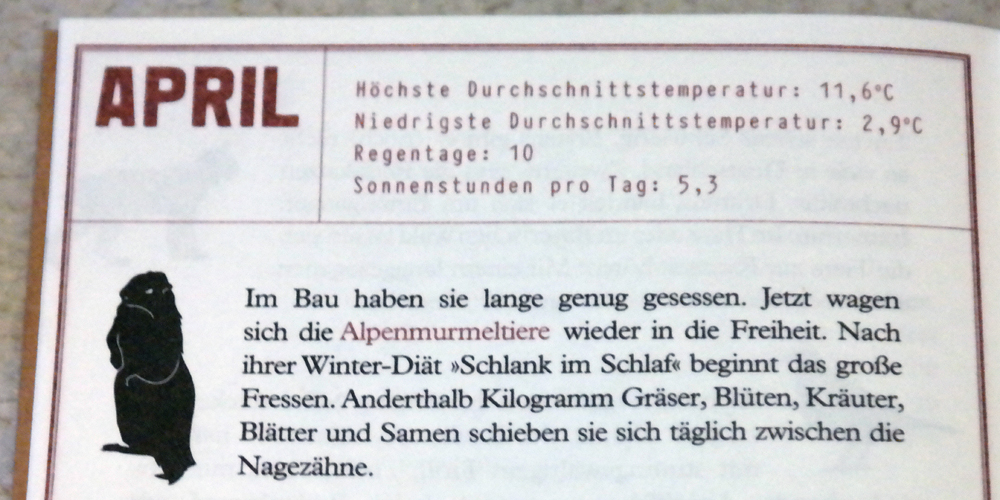 APRIL
Höchste Durchschnittstemperatur: 11,6°C
Niedrigste Durchschnittstemperatur: 2,9°C
Regentage: 10
Sonnenstunden pro Tag: 5,3
Im Bau haben sie lange genug gesessen. Jetzt wagen
sich die Alpenmurmeltiere wieder in die Freiheit. Nach
ihrer Winter-Diät »Schlank im Schlaf« beginnt das große
Fressen. Anderthalb Kilogramm Gräser, Blüten, Kräuter,
Blätter und Samen schieben sie sich täglich zwischen die
Nagezähne.